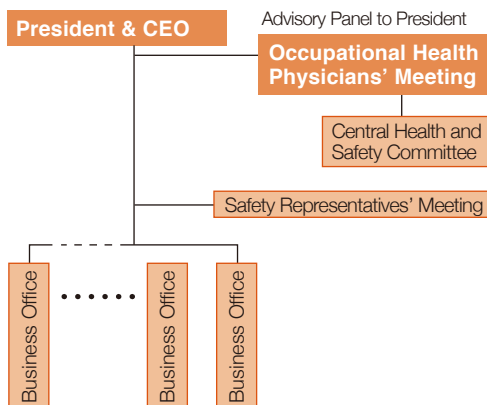 Advisory Panel to President
President & CEO
Occupational Health
Physicians’ Meeting
Central Health and
Safety Committee
Safety Representatives’ Meeting
Business Office
Business Office
Business Office